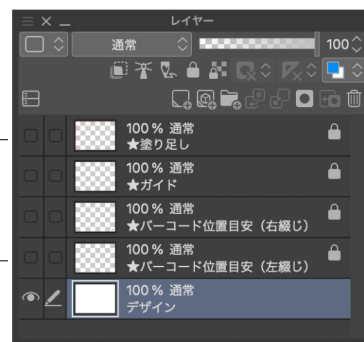 レイヤー
通常 100
100 % 通常
★塗り足し
100 % 通常
★ガイド
100 % 通常
★バーコード位置目安（右綴じ）
100 % 通常
★バーコード位置目安（左綴じ）
100 % 通常
デザイン